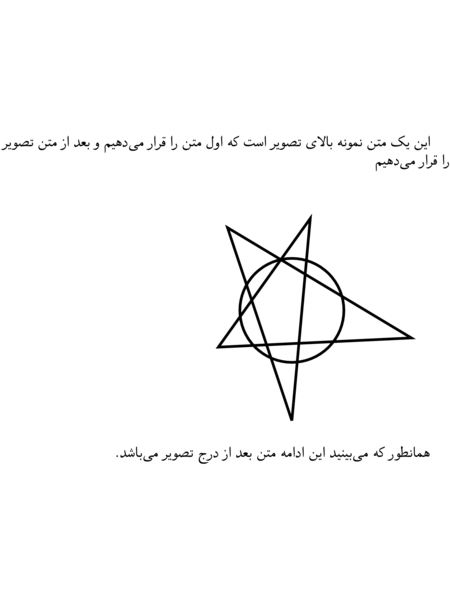 این یک متن نمونه بالای تصویر است که اول متن را قرار می‌دهیم و بعد از متن تصویر
را قرار می‌دهیم
همانطور که می‌بینید این ادامه متن بعد از درج تصویر می‌باشد.